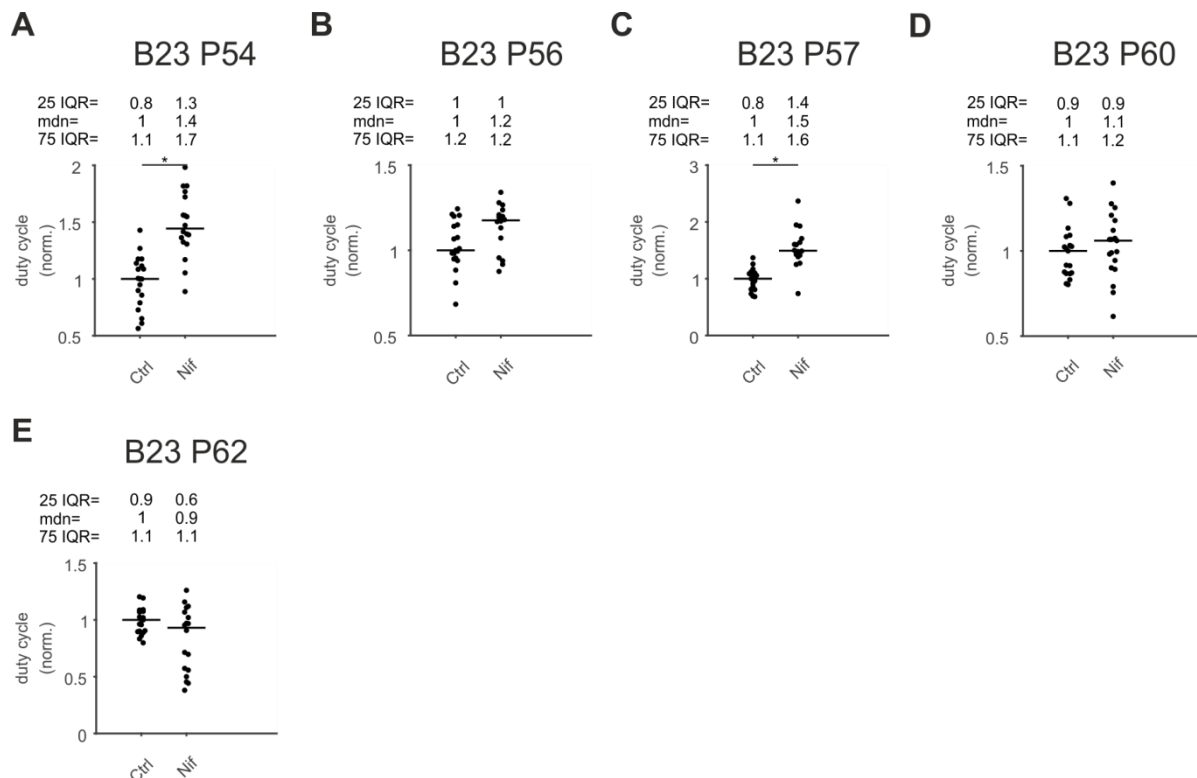 A
B23 P54
25 IQR= 0.8 1.3
mdn= 1 1.4
75 IQR= 1.1 1.7
*
2
1.5
1
0.5
duty cycle
(norm.)
Ctrl Nif
B
B23 P56
25 IQR= 1 1
mdn= 1 1.2
75 IQR= 1.2 1.2
1.5
1
0.5
duty cycle
(norm.)
Ctrl Nif
C
B23 P57
25 IQR= 0.8 1.4
mdn= 1 1.5
75 IQR= 1.1 1.6
*
3
2
1
0
duty cycle
(norm.)
Ctrl Nif
D
B23 P60
25 IQR= 0.9 0.9
mdn= 1 1.1
75 IQR= 1.1 1.2
1.5
1
0.5
duty cycle
(norm.)
Ctrl Nif
E
B23 P62
25 IQR= 0.9 0.6
mdn= 1 0.9
75 IQR= 1.1 1.1
1.5
1
0.5
0
duty cycle
(norm.)
Ctrl Nif